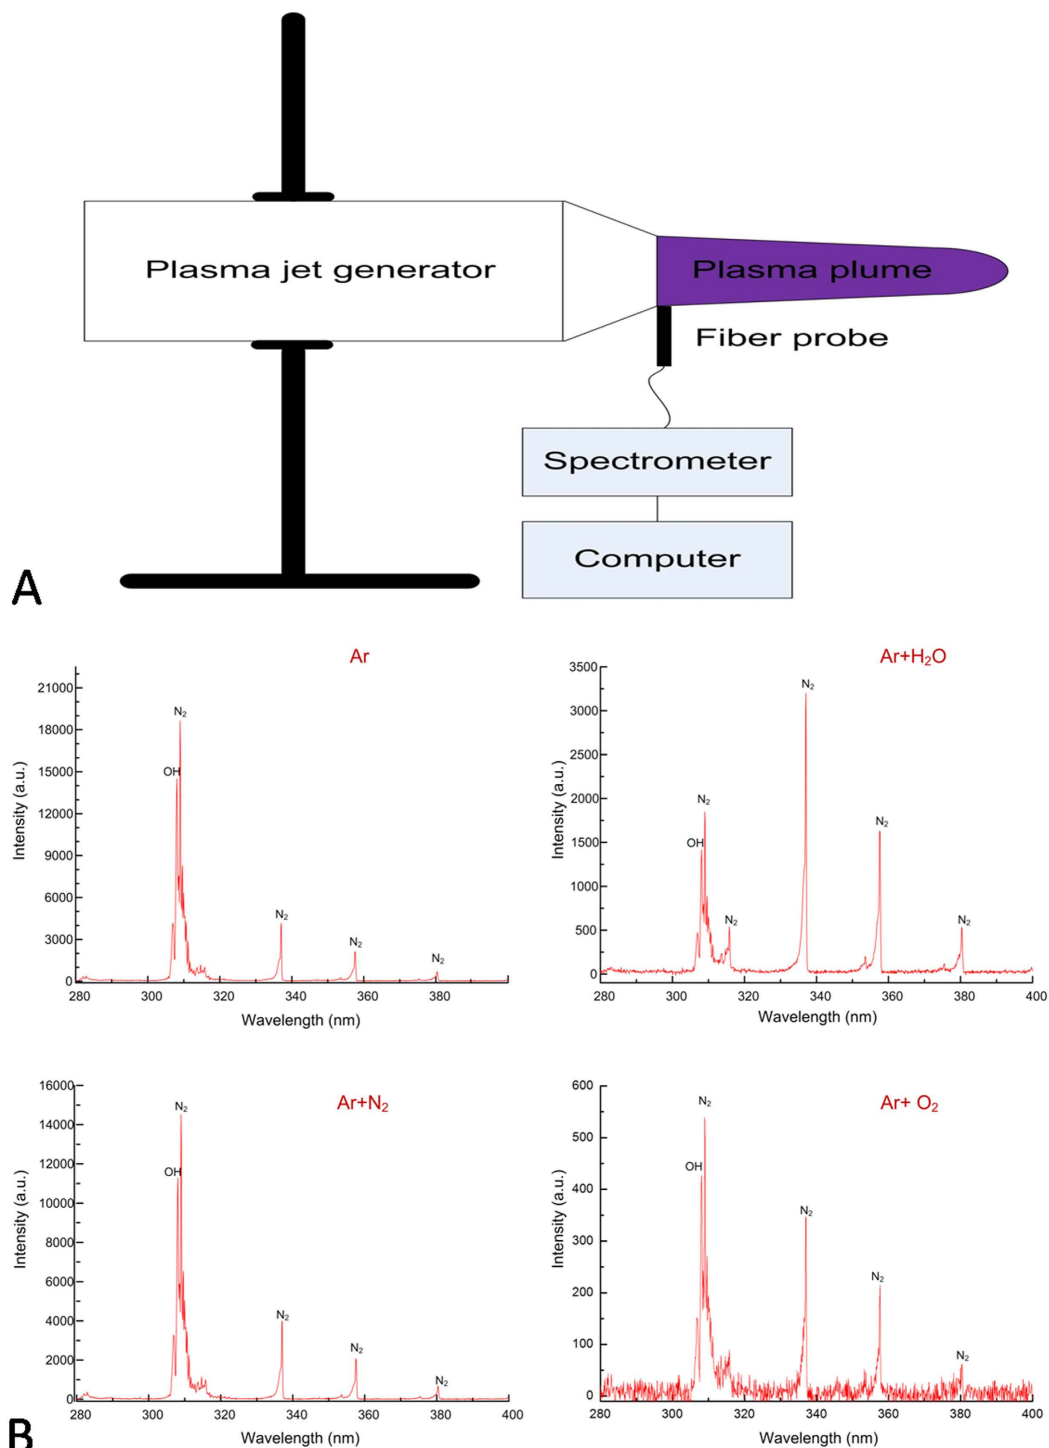 Plasma jet generator
Plasma plume
Fiber probe
Spectrometer
Computer
A
Ar
21000
18000
15000
12000
9000
6000
3000
0
Intensity (a.u.)
N₂
OH
N₂
N₂
N₂
280
300
320
340
360
380
Wavelength (nm)
Ar+H₂O
3500
3000
2500
2000
1500
1000
500
0
Intensity (a.u.)
N₂
N₂
OH
N₂
N₂
N₂
280
300
320
340
360
380
400
Wavelength (nm)
Ar+N₂
16000
14000
12000
10000
8000
6000
4000
2000
0
Intensity (a.u.)
N₂
OH
N₂
N₂
N₂
280
300
320
340
360
380
400
Wavelength (nm)
Ar+ O₂
600
500
400
300
200
100
0
Intensity (a.u.)
N₂
OH
N₂
N₂
N₂
280
300
320
340
360
380
400
Wavelength (nm)
B